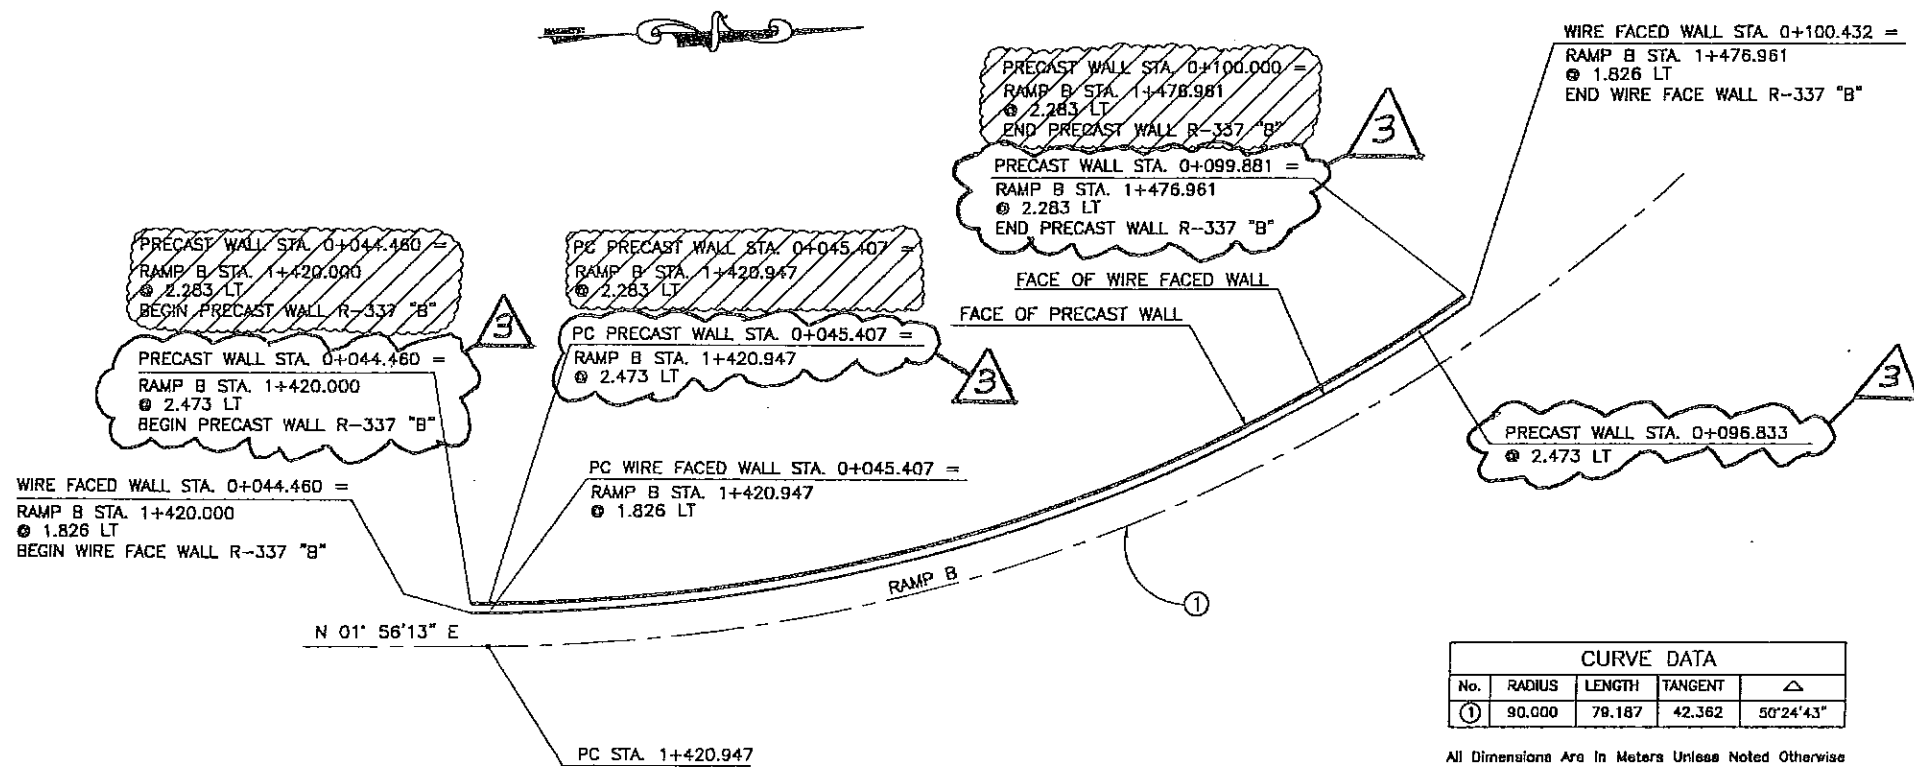 WIRE FACED WALL STA. 0+100.432 =
RAMP B STA. 1+476.961
@ 1.826 LT
END WIRE FACE WALL R-337 "B"
PRECAST WALL STA. 0+100.000 =
RAMP B STA. 1+476.961
@ 2.283 LT
END PRECAST WALL R-337 "B"
3
PRECAST WALL STA. 0+099.881 =
RAMP B STA. 1+476.961
@ 2.283 LT
END PRECAST WALL R-337 "B"
PRECAST WALL STA. 0+044.460 =
RAMP B STA. 1+420.000
@ 2.283 LT
BEGIN PRECAST WALL R-337 "B"
3
PC PRECAST WALL STA. 0+045.407 =
RAMP B STA. 1+420.947
@ 2.283 LT
FACE OF WIRE FACED WALL
FACE OF PRECAST WALL
PRECAST WALL STA. 0+044.460 =
RAMP B STA. 1+420.000
@ 2.473 LT
BEGIN PRECAST WALL R-337 "B"
PC PRECAST WALL STA. 0+045.407 =
RAMP B STA. 1+420.947
@ 2.473 LT
3
3
PRECAST WALL STA. 0+096.833
@ 2.473 LT
WIRE FACED WALL STA. 0+044.460 =
RAMP B STA. 1+420.000
@ 1.826 LT
BEGIN WIRE FACE WALL R-337 "B"
PC WIRE FACED WALL STA. 0+045.407 =
RAMP B STA. 1+420.947
@ 1.826 LT
RAMP B
1
N 01° 56'13" E
PC STA. 1+420.947
CURVE DATA
No. RADIUS LENGTH TANGENT △
1 90.000 79.187 42.362 50°24'43"
All Dimensions Are In Meters Unless Noted Otherwise